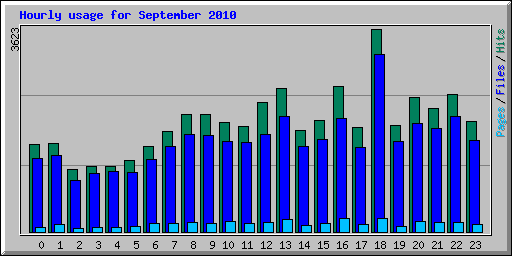 Hourly usage for September 2010
3623
Pages / Files / Hits
0 1 2 3 4 5 6 7 8 9 10 11 12 13 14 15 16 17 18 19 20 21 22 23